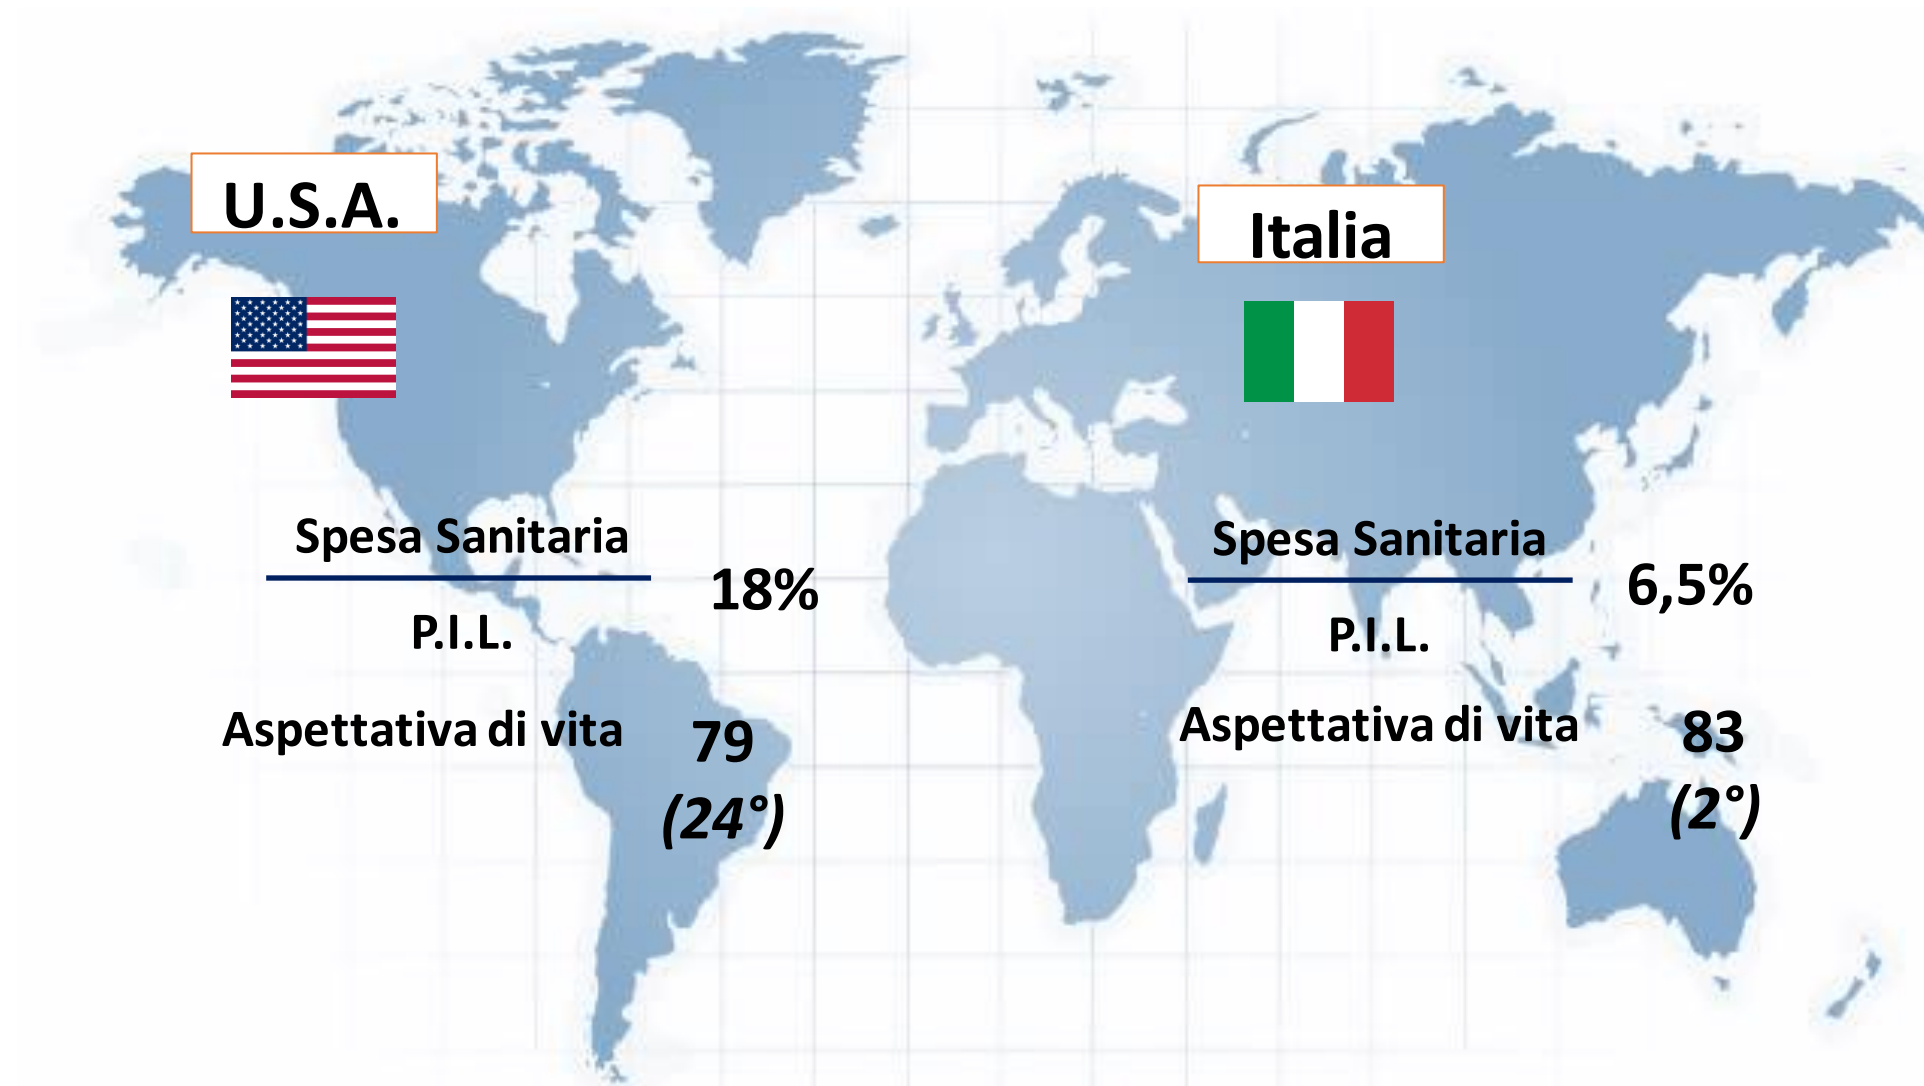 U.S.A.
Spesa Sanitaria
P.I.L.
18%
Aspettativa di vita
79
(24°)
Italia
Spesa Sanitaria
P.I.L.
6,5%
Aspettativa di vita
83
(2°)